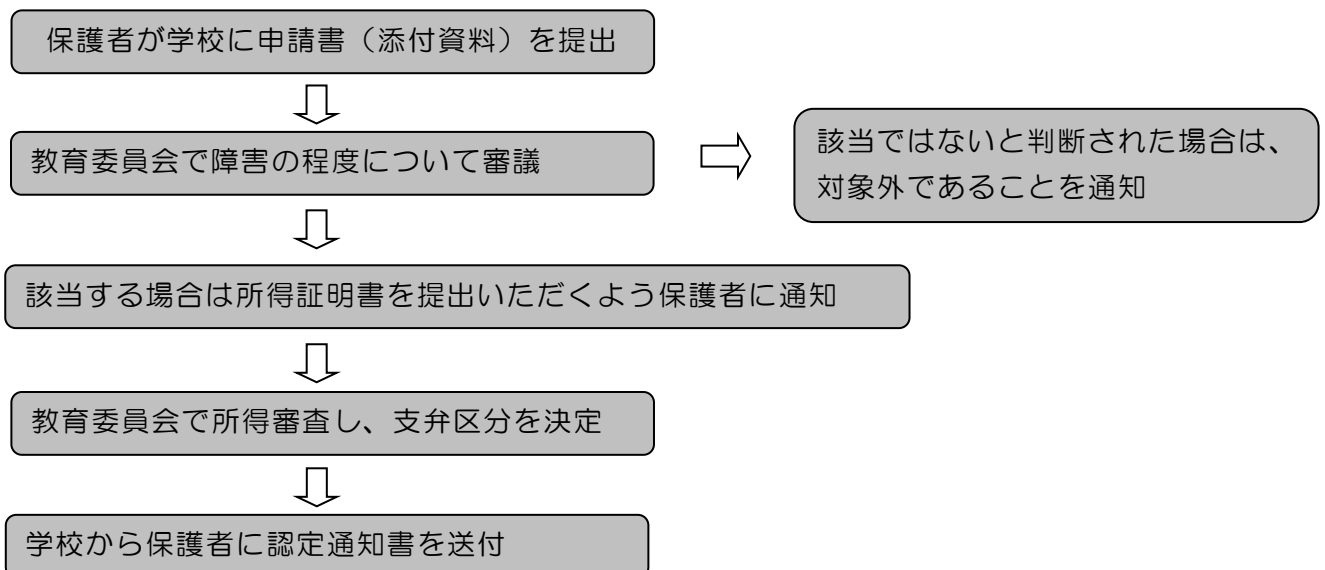 保護者が学校に申請書（添付資料）を提出
教育委員会で障害の程度について審議
該当ではないと判断された場合は、
対象外であることを通知
該当する場合は所得証明書を提出いただくよう保護者に通知
教育委員会で所得審査し、支弁区分を決定
学校から保護者に認定通知書を送付